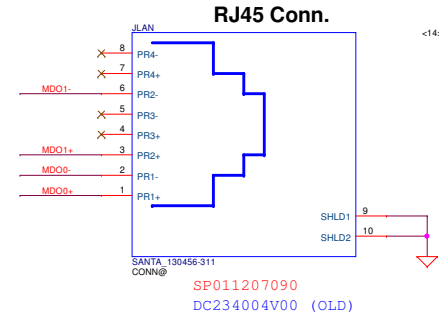 RJ45 Conn.
<14:
JLAN
8 PR4-
7 PR4+
MDO1- 6 PR2-
5 PR3-
4 PR3+
MDO1+ 3 PR2+
MDO0- 2 PR1-
MDO0+ 1 PR1+
SHLD1 9
SHLD2 10
SANTA_130456-311
CONN@
SP011207090
DC234004V00 (OLD)